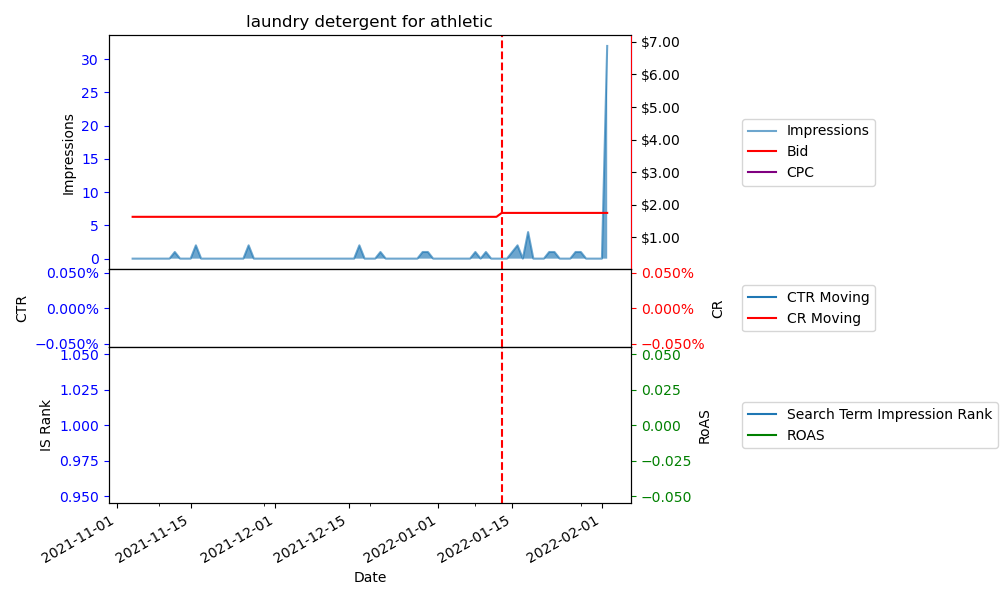 laundry detergent for athletic
Impressions
30
25
20
15
10
5
0
$7.00
$6.00
$5.00
$4.00
$3.00
$2.00
$1.00
Impressions
Bid
CPC
CTR
0.050%
0.000%
−0.050%
0.050%
0.000%
−0.050%
CR
CTR Moving
CR Moving
IS Rank
1.050
1.025
1.000
0.975
0.950
0.050
0.025
0.000
−0.025
−0.050
RoAS
Search Term Impression Rank
ROAS
2021-11-01
2021-11-15
2021-12-01
2021-12-15
2022-01-01
2022-01-15
2022-02-01
Date